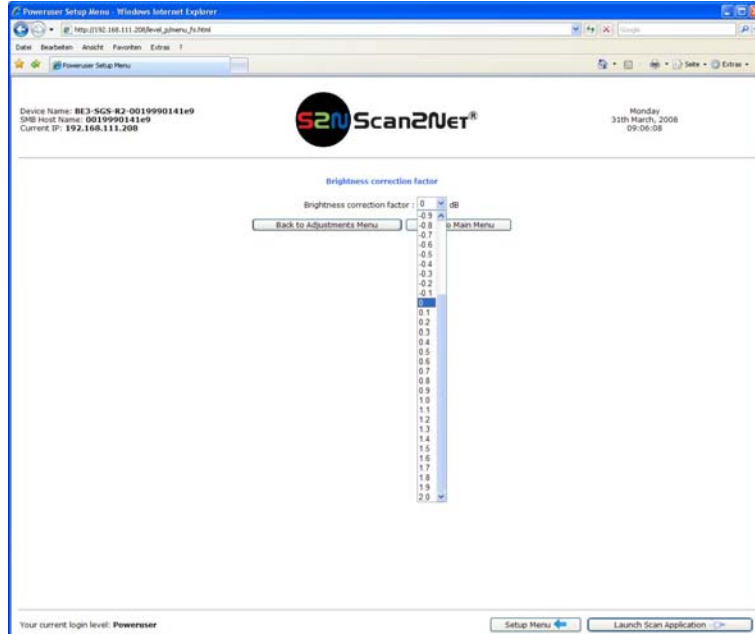 Poweruser Setup Menu - Windows Internet Explorer
http://192.168.111.208/level_p/menu_fs.html
Google
Datei Bearbeiten Ansicht Favoriten Extras ?
Poweruser Setup Menu
Seite Extras
Device Name: BE3-SGS-R2-0019990141e9
SMB Host Name: 0019990141e9
Current IP: 192.168.111.208
S2N Scan2Net®
Monday
31th March, 2008
09:06:08
Brightness correction factor
Brightness correction factor : 0 dB
Back to Adjustments Menu
o Main Menu
-0.9
-0.8
-0.7
-0.6
-0.5
-0.4
-0.3
-0.2
-0.1
0
0.1
0.2
0.3
0.4
0.5
0.6
0.7
0.8
0.9
1.0
1.1
1.2
1.3
1.4
1.5
1.6
1.7
1.8
1.9
2.0
Your current login level: Poweruser
Setup Menu
Launch Scan Application